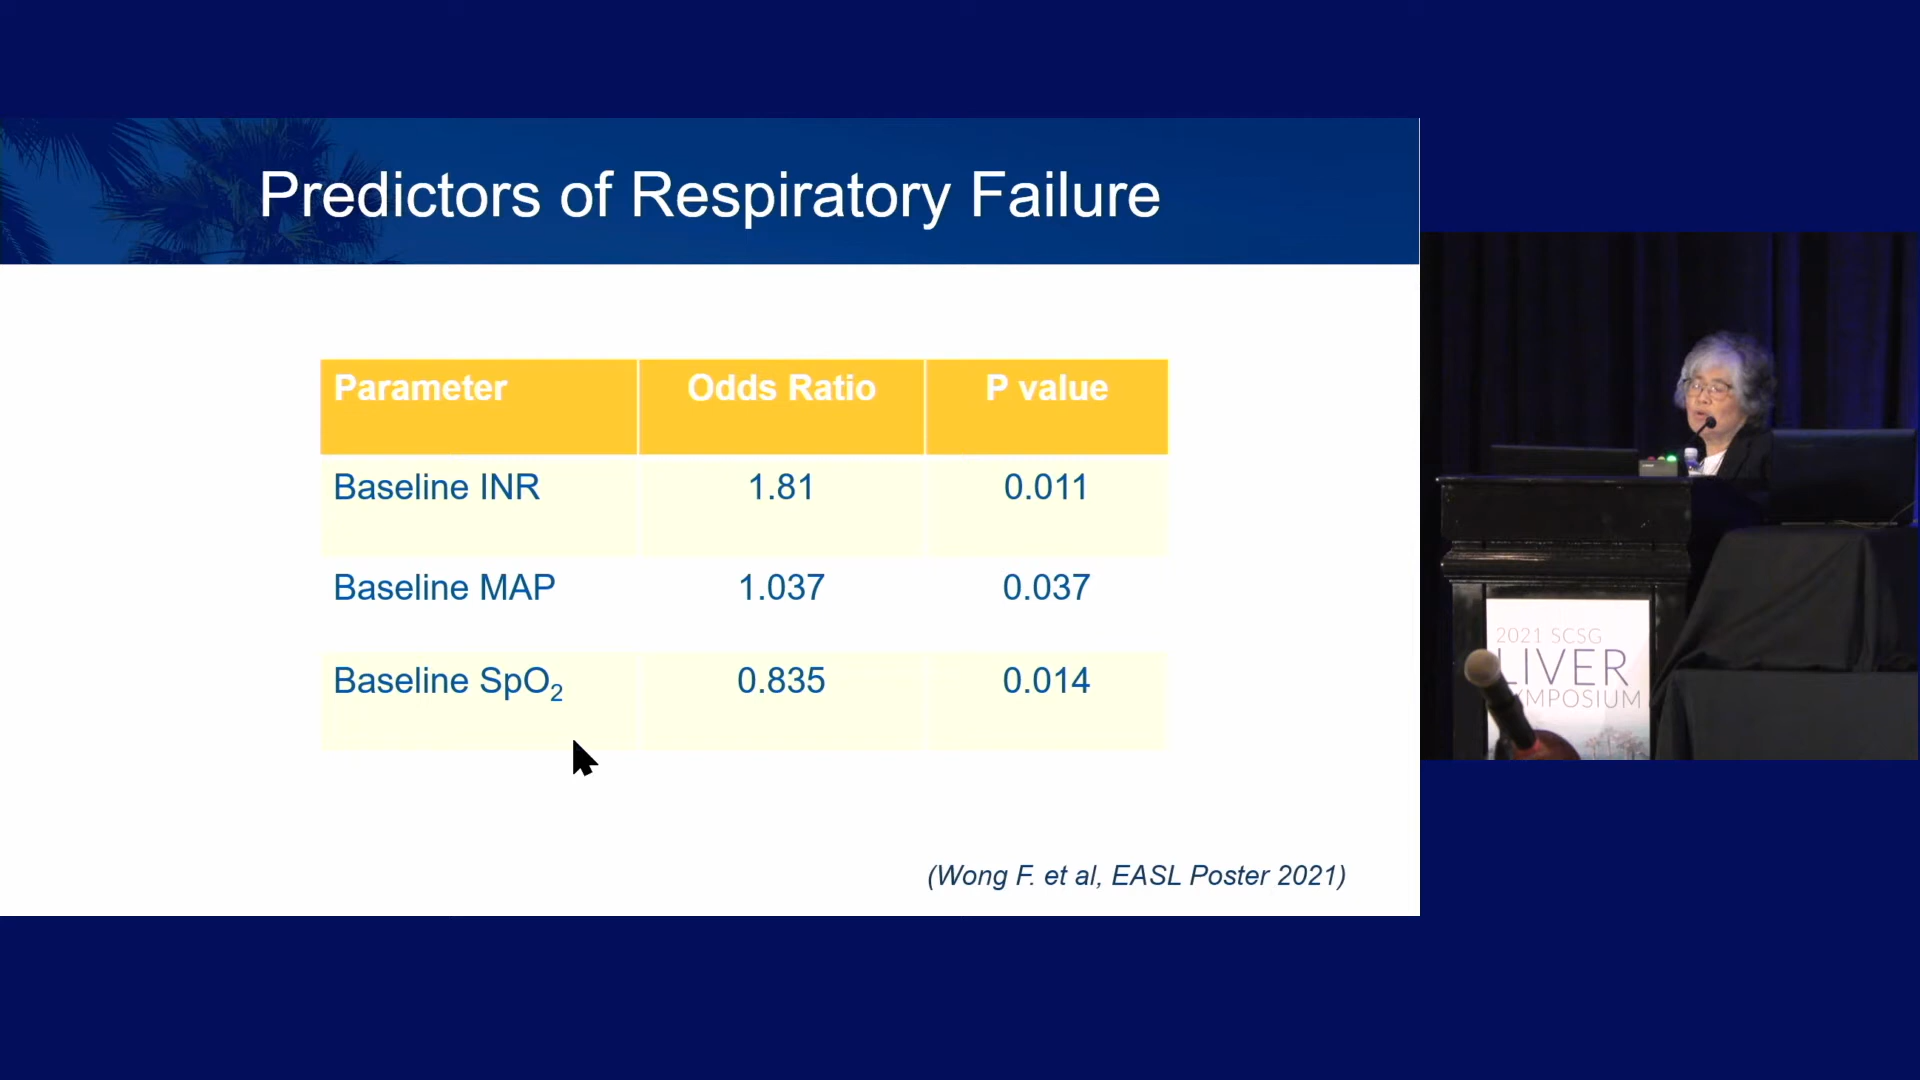 Predictors of Respiratory Failure
Parameter Odds Ratio P value
Baseline INR 1.81 0.011
Baseline MAP 1.037 0.037
Baseline SpO₂ 0.835 0.014
(Wong F. et al, EASL Poster 2021)
2021 SCSG
LIVER
YMPOSIUM